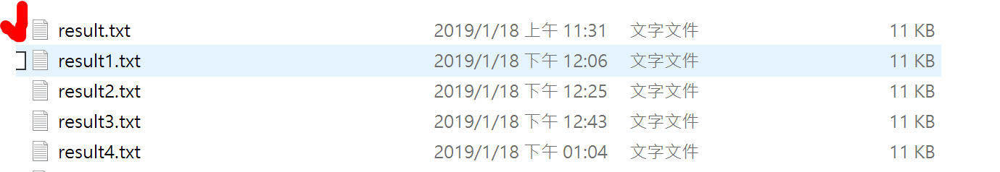 result.txt 2019/1/18 上午 11:31 文字文件 11 KB
result1.txt 2019/1/18 下午 12:06 文字文件 11 KB
result2.txt 2019/1/18 下午 12:25 文字文件 11 KB
result3.txt 2019/1/18 下午 12:43 文字文件 11 KB
result4.txt 2019/1/18 下午 01:04 文字文件 11 KB